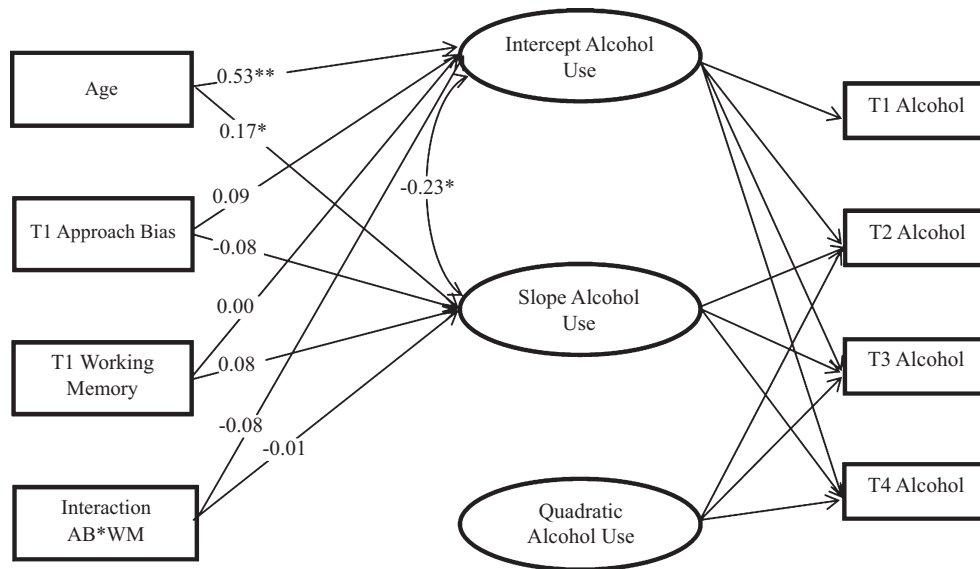 Age
T1 Approach Bias
T1 Working
Memory
Interaction
AB*WM
0.53**
0.17*
0.09
-0.08
0.00
0.08
-0.08
-0.01
-0.23*
Intercept Alcohol
Use
Slope Alcohol
Use
Quadratic
Alcohol Use
T1 Alcohol
T2 Alcohol
T3 Alcohol
T4 Alcohol